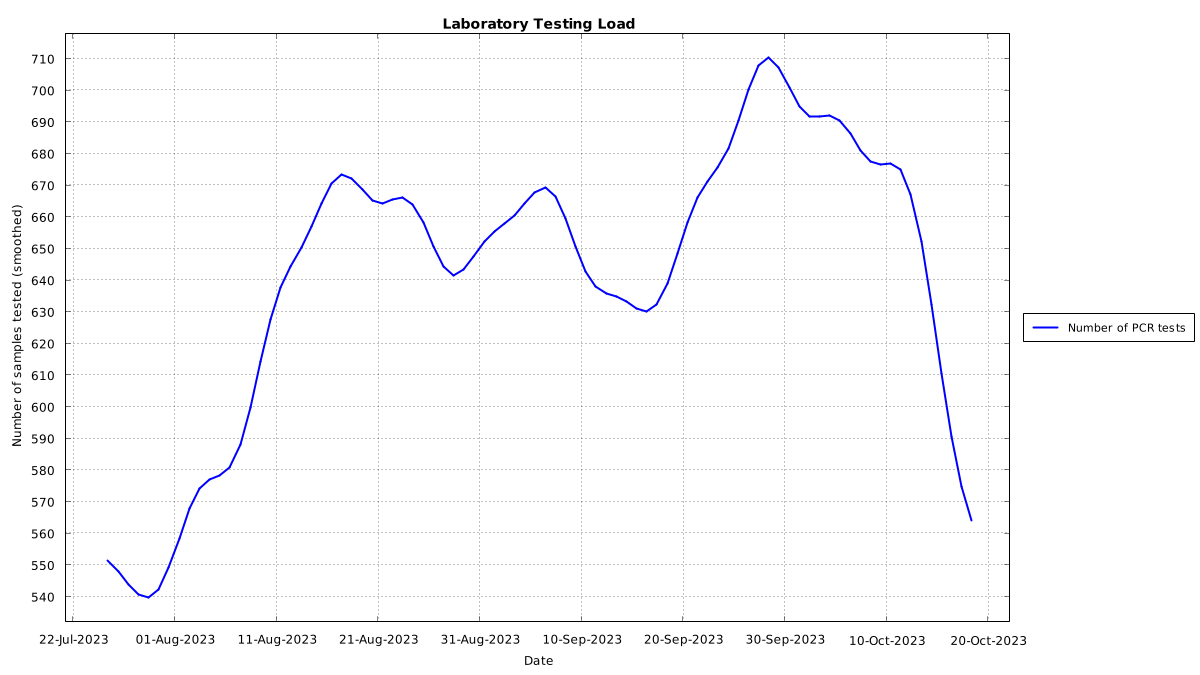 Laboratory Testing Load
Number of samples tested (smoothed)
710
700
690
680
670
660
650
640
630
620
610
600
590
580
570
560
550
540
22-Jul-2023
01-Aug-2023
11-Aug-2023
21-Aug-2023
31-Aug-2023
10-Sep-2023
20-Sep-2023
30-Sep-2023
10-Oct-2023
20-Oct-2023
Date
Number of PCR tests